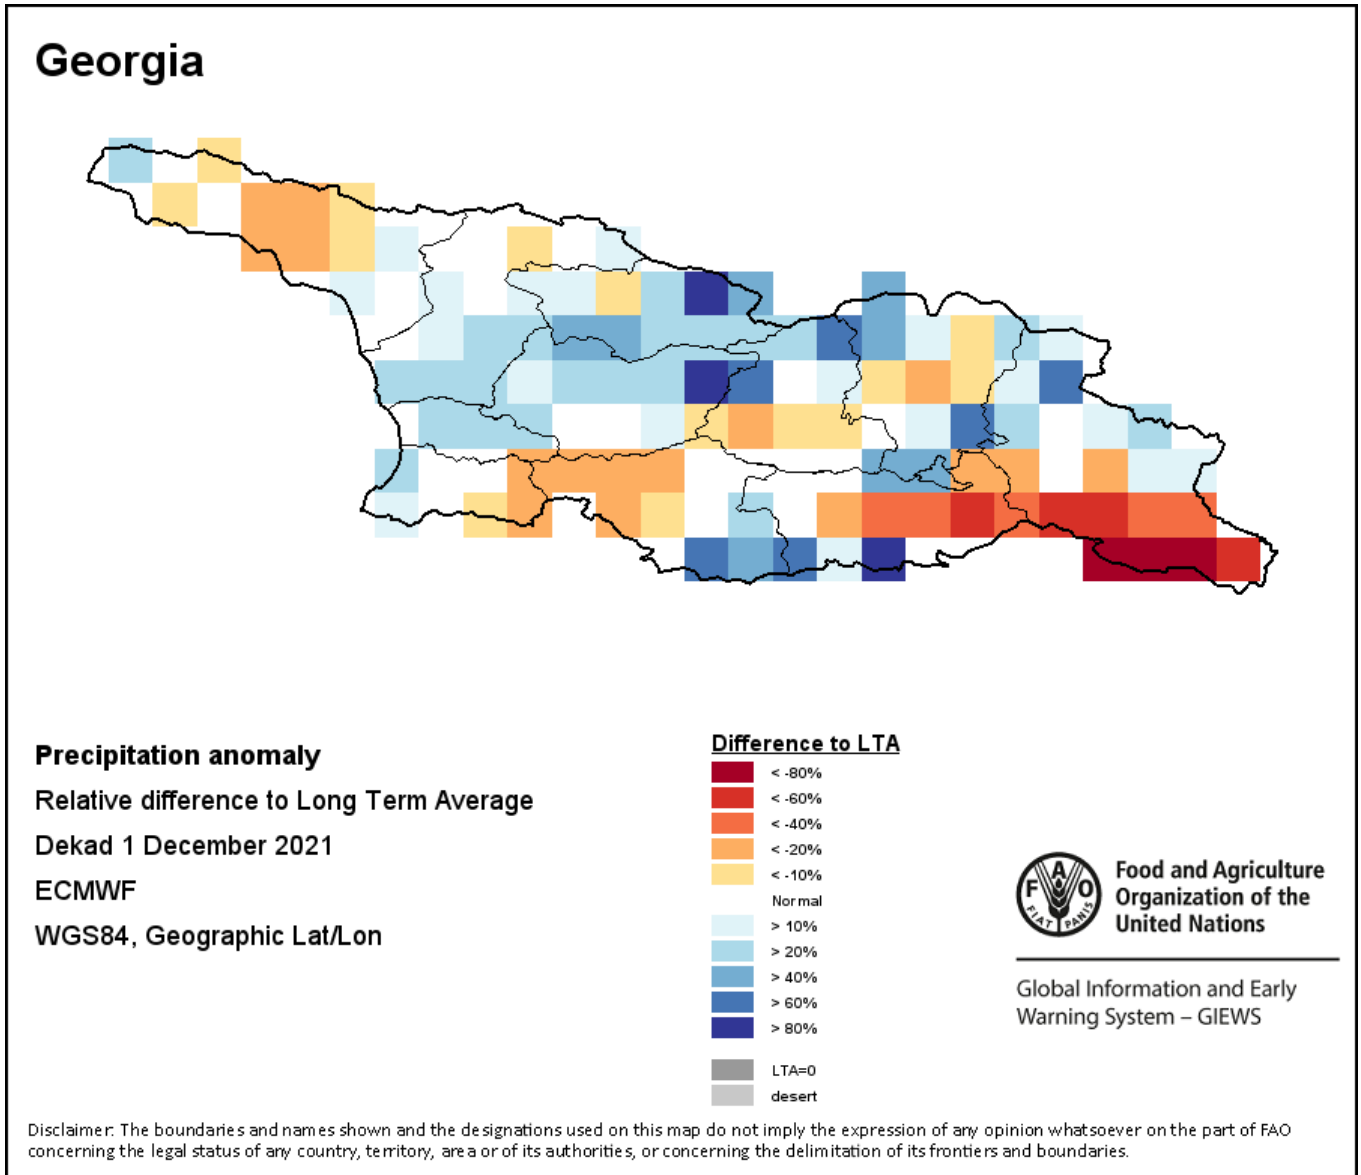 Georgia
Precipitation anomaly
Relative difference to Long Term Average
Dekad 1 December 2021
ECMWF
WGS84, Geographic Lat/Lon
Difference to LTA
< -80%
< -60%
< -40%
< -20%
< -10%
Normal
> 10%
> 20%
> 40%
> 60%
> 80%
LTA=0
desert
F A O
FIAT PANIS
Food and Agriculture
Organization of the
United Nations
Global Information and Early
Warning System – GIEWS
Disclaimer: The boundaries and names shown and the designations used on this map do not imply the expression of any opinion whatsoever on the part of FAO
concerning the legal status of any country, territory, area or of its authorities, or concerning the delimitation of its frontiers and boundaries.